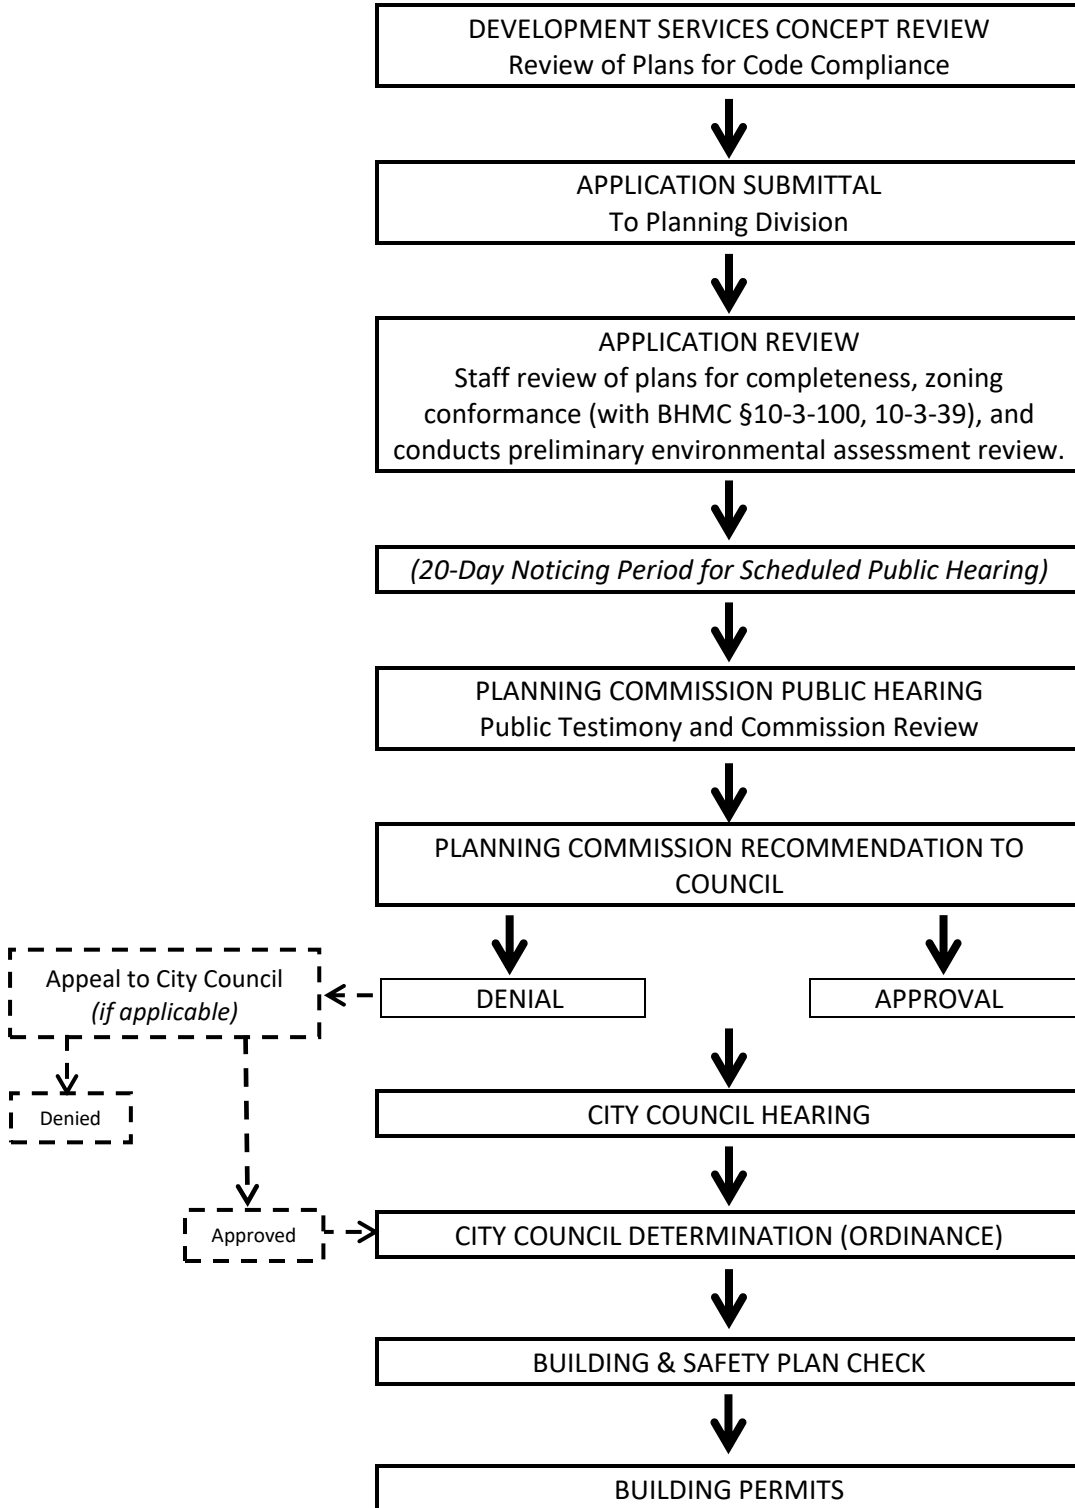 DEVELOPMENT SERVICES CONCEPT REVIEW
Review of Plans for Code Compliance
APPLICATION SUBMITTAL
To Planning Division
APPLICATION REVIEW
Staff review of plans for completeness, zoning
conformance (with BHMC §10-3-100, 10-3-39), and
conducts preliminary environmental assessment review.
(20-Day Noticing Period for Scheduled Public Hearing)
PLANNING COMMISSION PUBLIC HEARING
Public Testimony and Commission Review
PLANNING COMMISSION RECOMMENDATION TO
COUNCIL
Appeal to City Council
(if applicable)
DENIAL
APPROVAL
Denied
CITY COUNCIL HEARING
Approved
CITY COUNCIL DETERMINATION (ORDINANCE)
BUILDING & SAFETY PLAN CHECK
BUILDING PERMITS